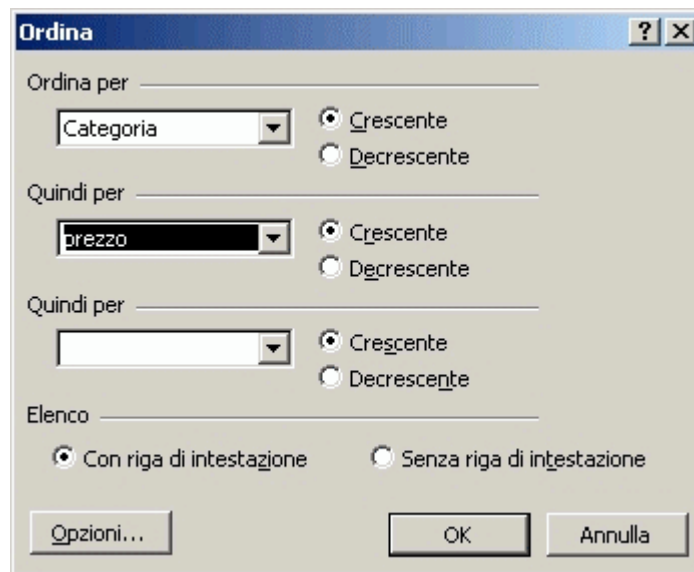 Ordina
Ordina per
Categoria
Crescente
Decrescente
Quindi per
prezzo
Crescente
Decrescente
Quindi per
Crescente
Decrescente
Elenco
Con riga di intestazione
Senza riga di intestazione
Opzioni...
OK
Annulla